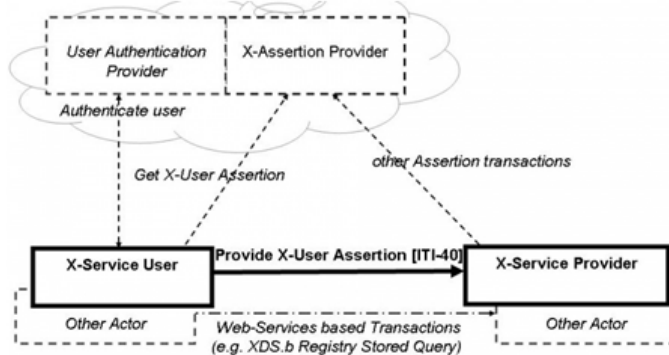 User Authentication
Provider
X-Assertion Provider
Authenticate user
Get X-User Assertion
other Assertion transactions
Provide X-User Assertion [ITI-40]
X-Service User
X-Service Provider
Other Actor
Web-Services based Transactions
(e.g. XDS.b Registry Stored Query)
Other Actor